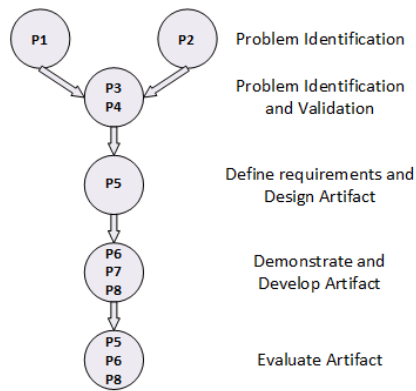 P1
P2
Problem Identification
P3
P4
Problem Identification
and Validation
P5
Define requirements and
Design Artifact
P6
P7
P8
Demonstrate and
Develop Artifact
P5
P6
P8
Evaluate Artifact